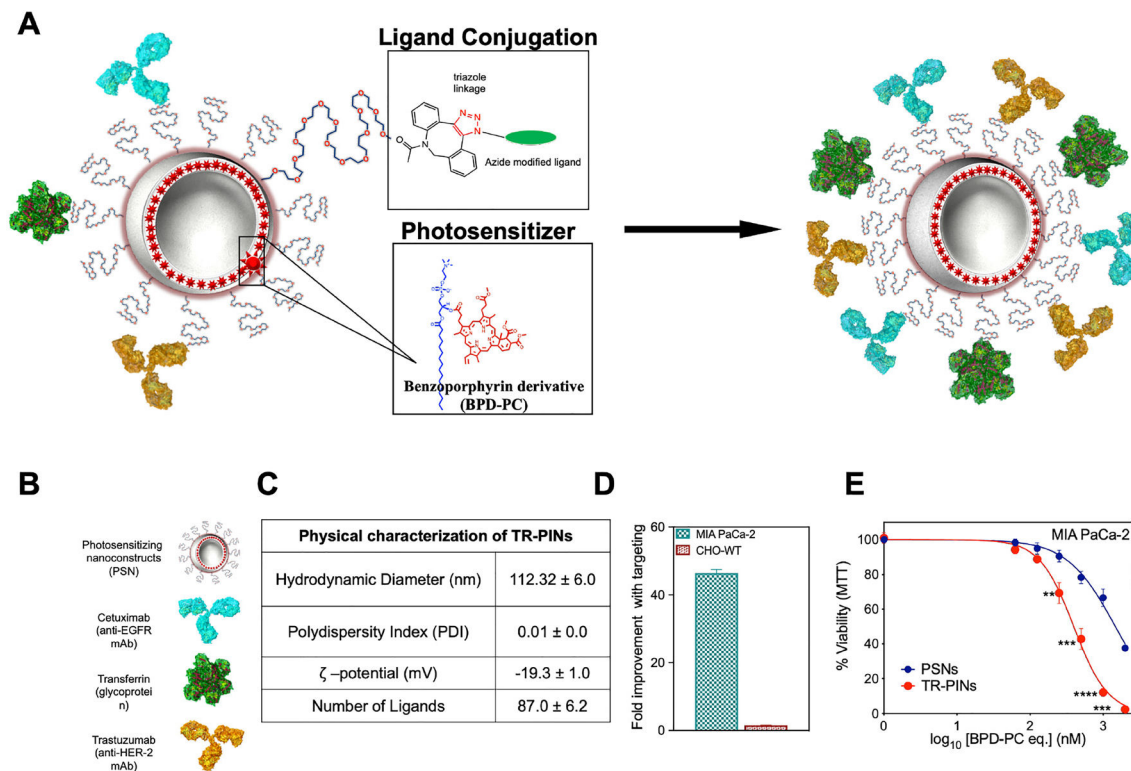 A
Ligand Conjugation
triazole
linkage
Azide modified ligand
Photosensitizer
Benzoporphyrin derivative
(BPD-PC)
B
Photosensitizing
nanoconstructs
(PSN)
Cetuximab
(anti-EGFR
mAb)
Transferrin
(glycoprotei
n)
Trastuzumab
(anti-HER-2
mAb)
C
Physical characterization of TR-PINs
Hydrodynamic Diameter (nm) 112.32 ± 6.0
Polydispersity Index (PDI) 0.01 ± 0.0
ζ –potential (mV) -19.3 ± 1.0
Number of Ligands 87.0 ± 6.2
D
Fold improvement with targeting
60
40
20
0
MIA PaCa-2
CHO-WT
E
MIA PaCa-2
% Viability (MTT)
100
80
60
40
20
0
**
***
****
***
PSNs
TR-PINs
0 1 2 3
log10 [BPD-PC eq.] (nM)